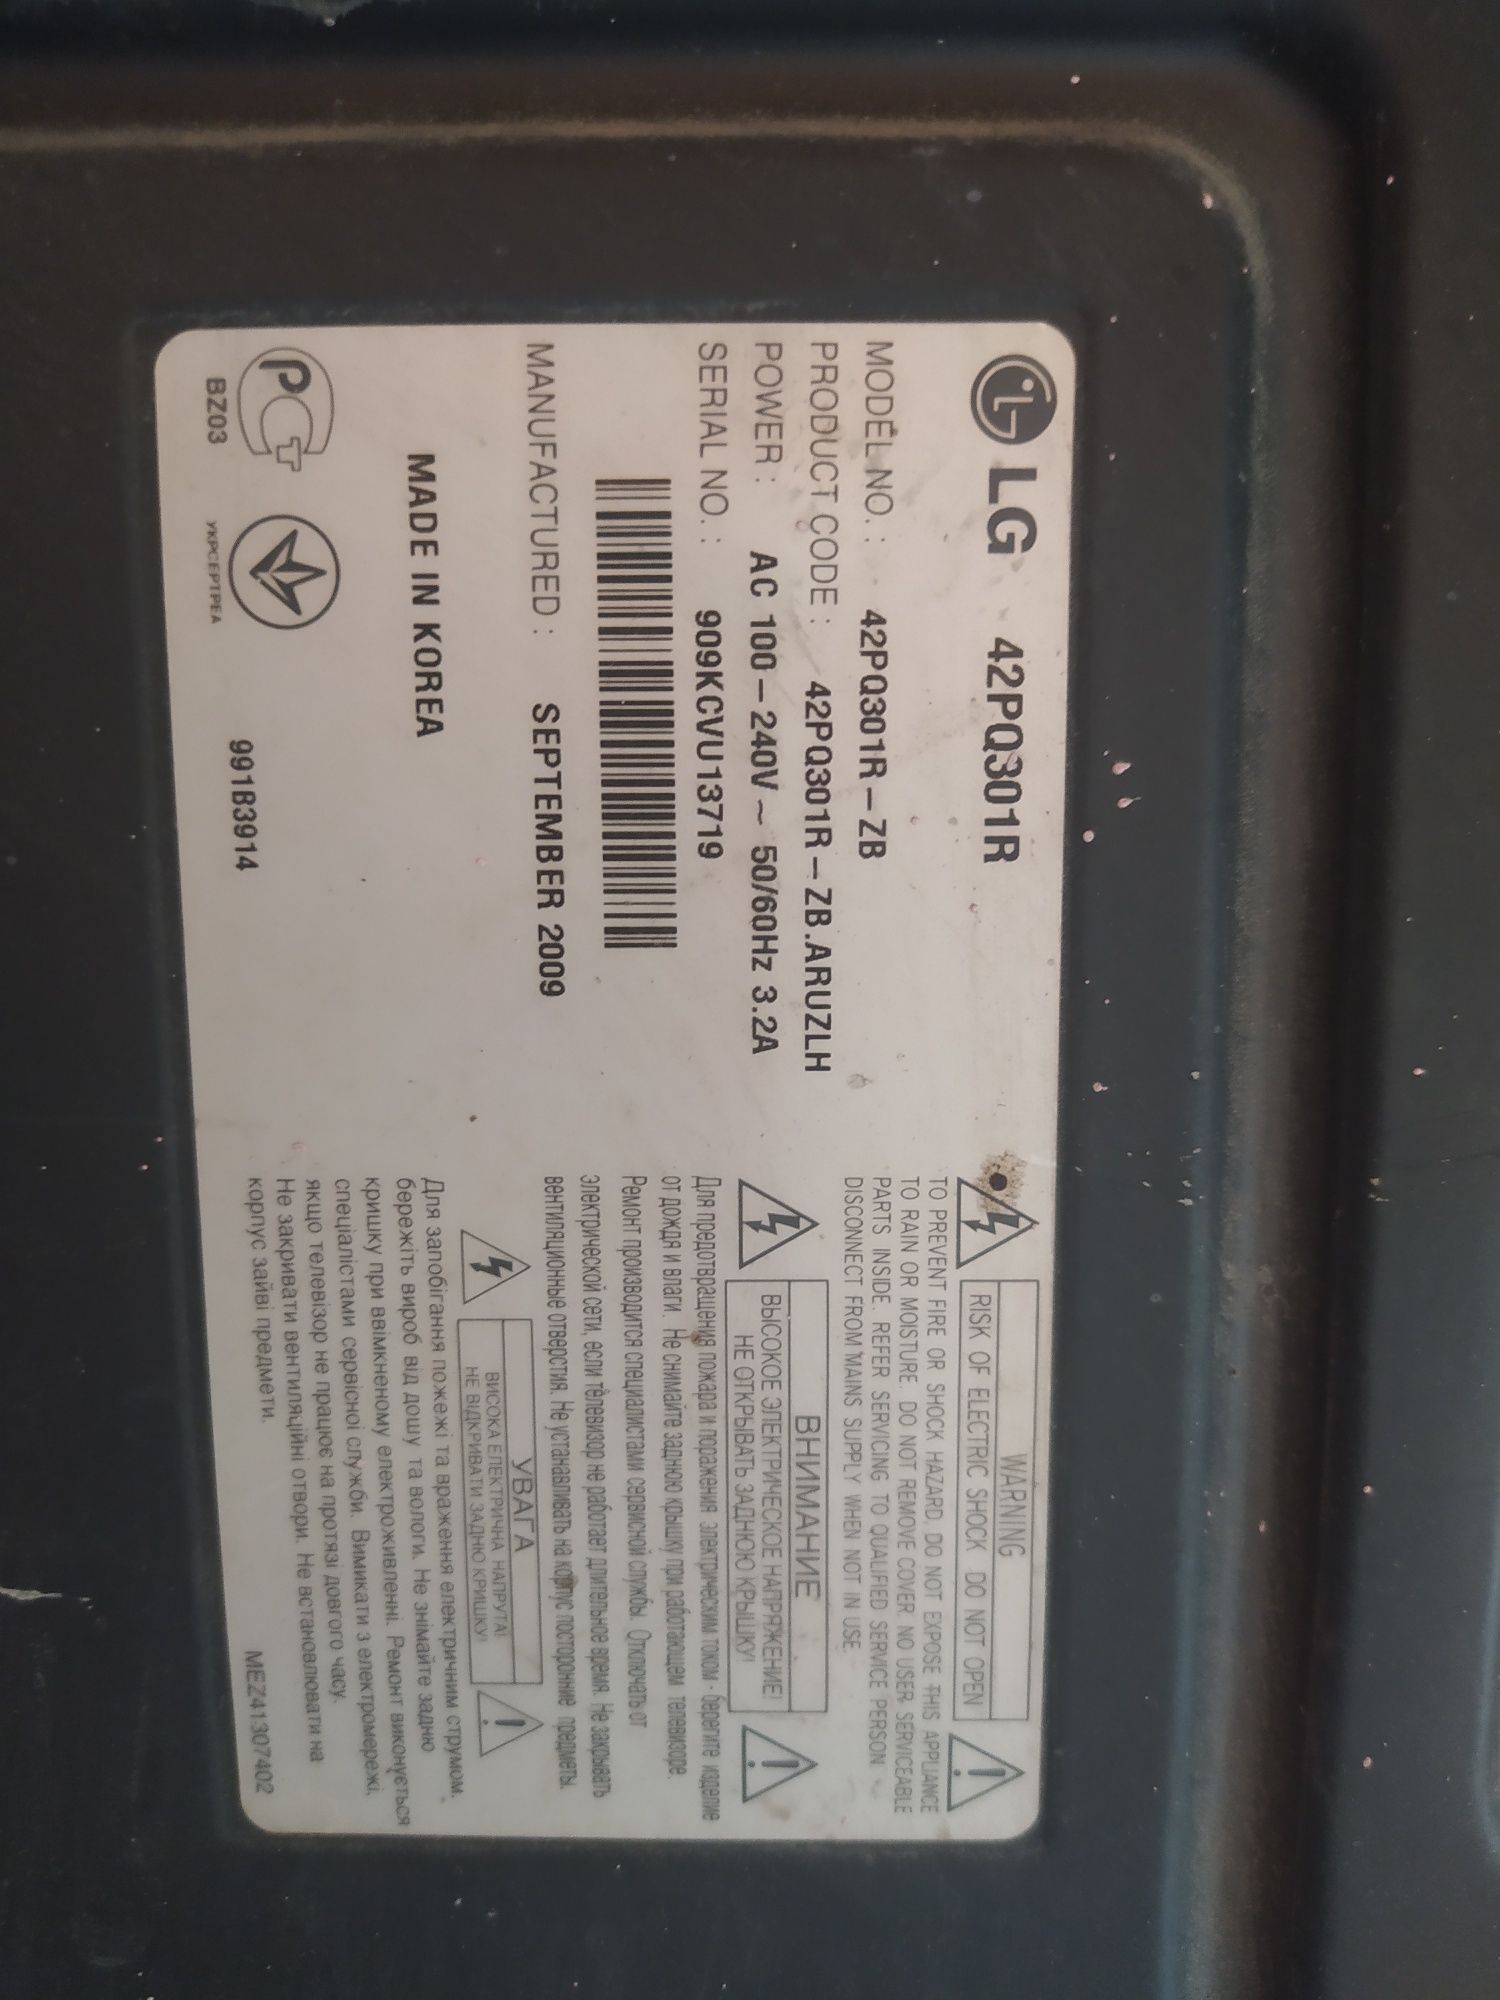 LG 42PQ301R
MODEL NO. : 42PQ301R-ZB
PRODUCT CODE : 42PQ301R-ZB.ARUZLH
POWER : AC 100-240V~ 50/60Hz 3.2A
SERIAL NO. : 909KCVU13719
MANUFACTURED : SEPTEMBER 2009
MADE IN KOREA
PCT
BZ03
УКРСЕПТРЕА
991B3914
WARNING
RISK OF ELECTRIC SHOCK DO NOT OPEN
TO PREVENT FIRE OR SHOCK HAZARD, DO NOT EXPOSE THIS APPLIANCE
TO RAIN OR MOISTURE. DO NOT REMOVE COVER. NO USER SERVICEABLE
PARTS INSIDE. REFER SERVICING TO QUALIFIED SERVICE PERSON.
DISCONNECT FROM MAINS SUPPLY WHEN NOT IN USE.
ВНИМАНИЕ
ВЫСОКОЕ ЭЛЕКТРИЧЕСКОЕ НАПРЯЖЕНИЕ!
НЕ ОТКРЫВАТЬ ЗАДНЮЮ КРЫШКУ!
Для предотвращения пожара и поражения электрическим током - берегите изделие
от дождя и влаги. Не снимайте заднюю крышку при работающем телевизоре.
Ремонт производится специалистами сервисной службы. Отключать от
электрической сети, если телевизор не работает длительное время. Не закрывать
вентиляционные отверстия. Не устанавливать на корпус посторонние предметы.
УВАГА
ВИСОКА ЕЛЕКТРИЧНА НАПРУГА!
НЕ ВІДКРИВАТИ ЗАДНЮ КРИШКУ!
Для запобігання пожежі та враження електричним струмом,
бережіть вироб від дошу та вологи. Не знімайте задню
кришку при ввімкненому електроживленні. Ремонт виконується
спеціалістами сервісної служби. Вимикати з електромережі,
якщо телевізор не працює на протязі довгого часу.
Не закривати вентиляційні отвори. Не встановлювати на
корпус зайві предмети.
MEZ41307402